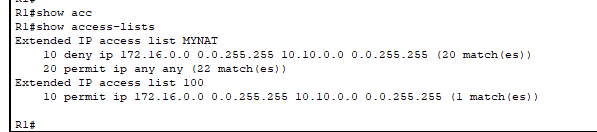 R1#show acc
R1#show access-lists
Extended IP access list MYNAT
10 deny ip 172.16.0.0 0.0.255.255 10.10.0.0 0.0.255.255 (20 match(es))
20 permit ip any any (22 match(es))
Extended IP access list 100
10 permit ip 172.16.0.0 0.0.255.255 10.10.0.0 0.0.255.255 (1 match(es))
R1#